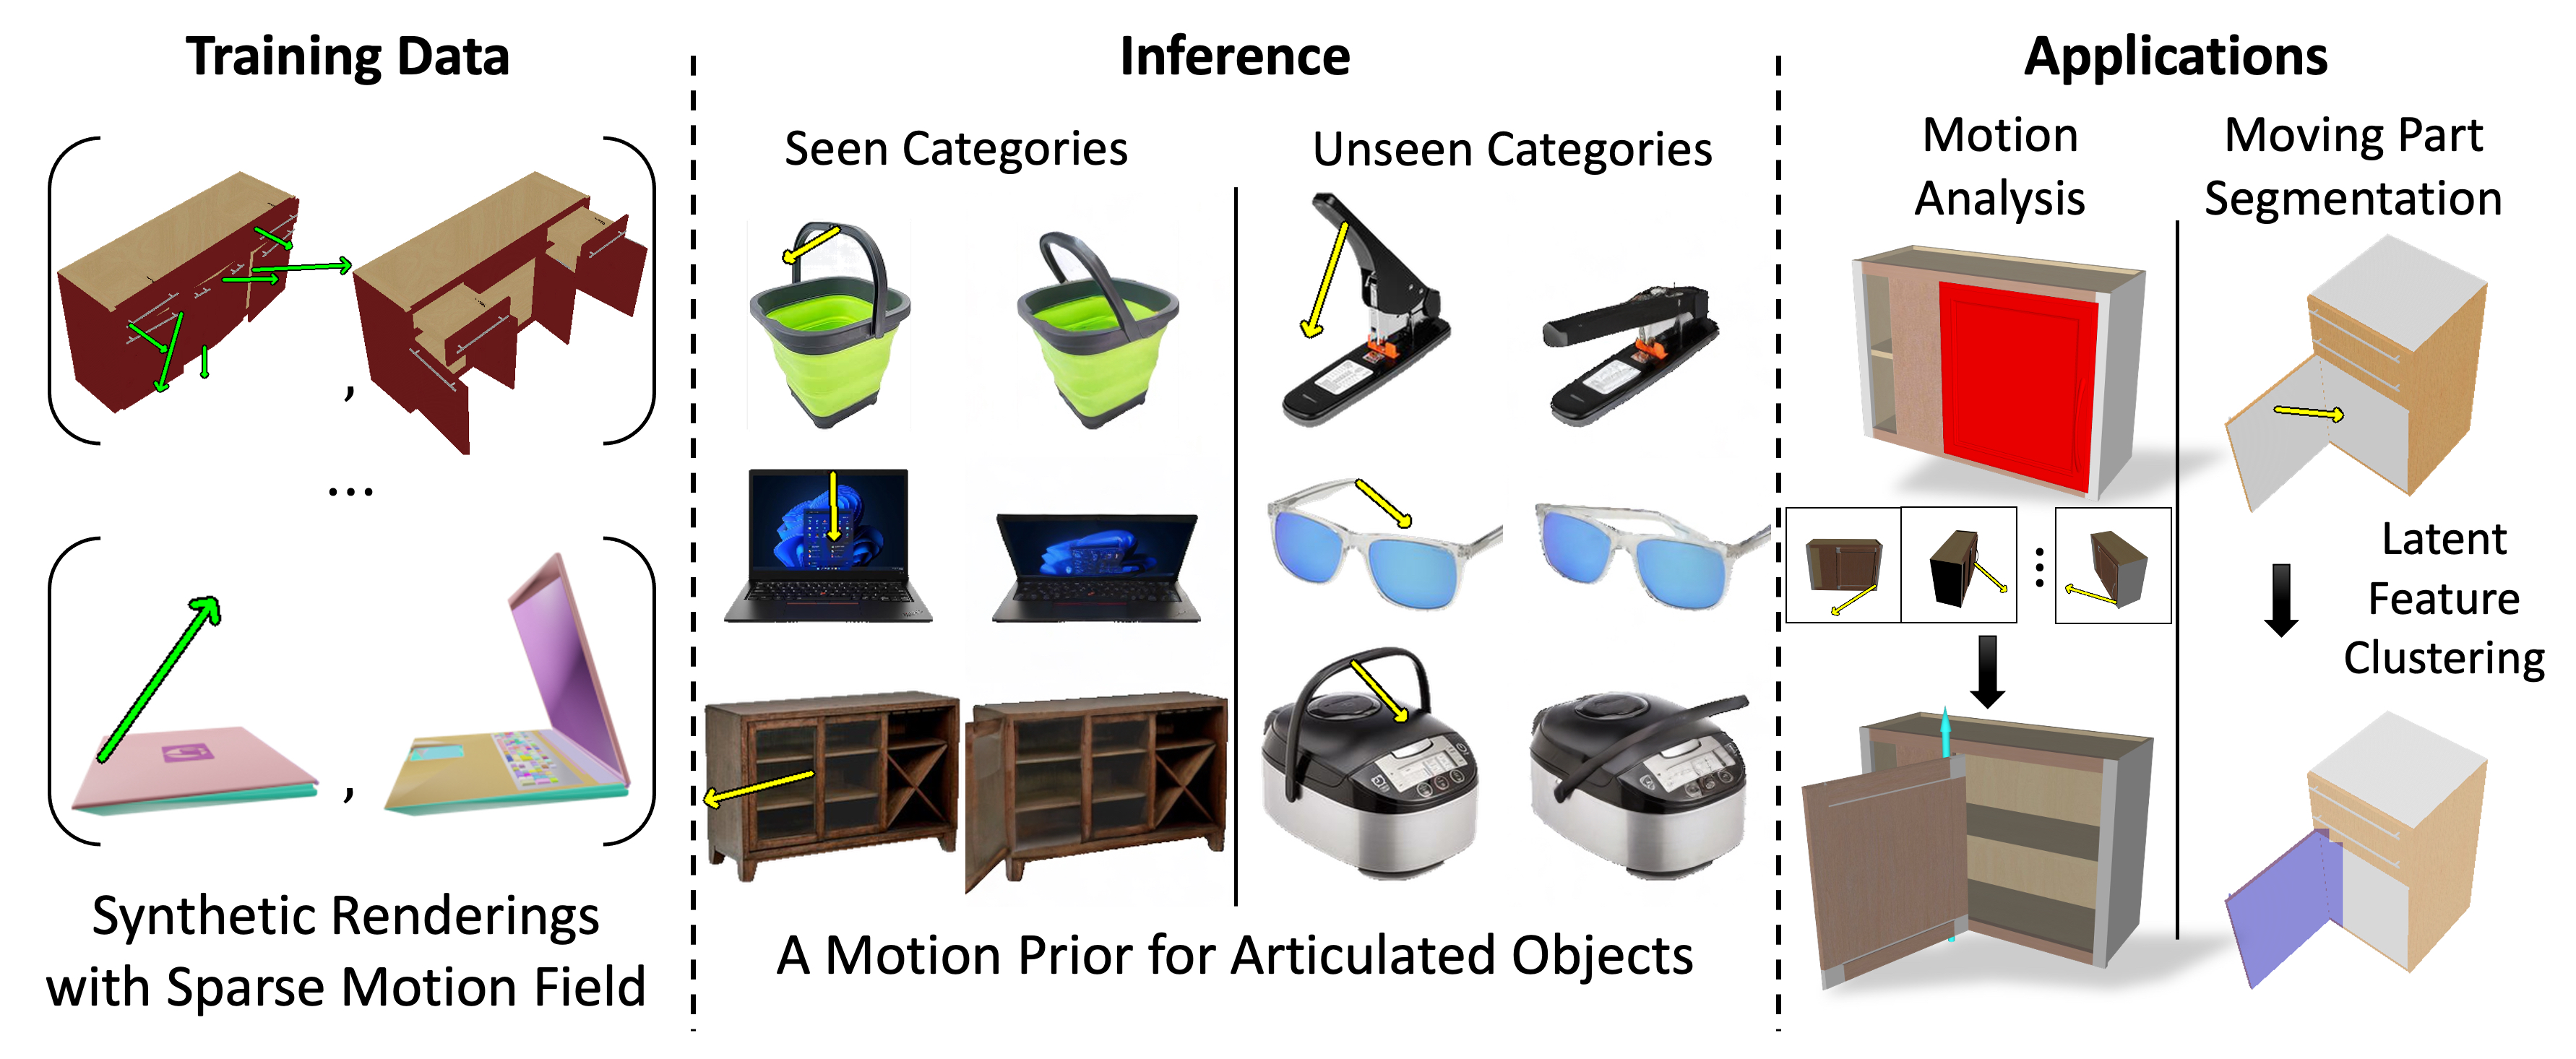 Training Data
...
Synthetic Renderings
with Sparse Motion Field
Inference
Seen Categories
Unseen Categories
A Motion Prior for Articulated Objects
Applications
Motion
Analysis
Moving Part
Segmentation
Latent
Feature
Clustering